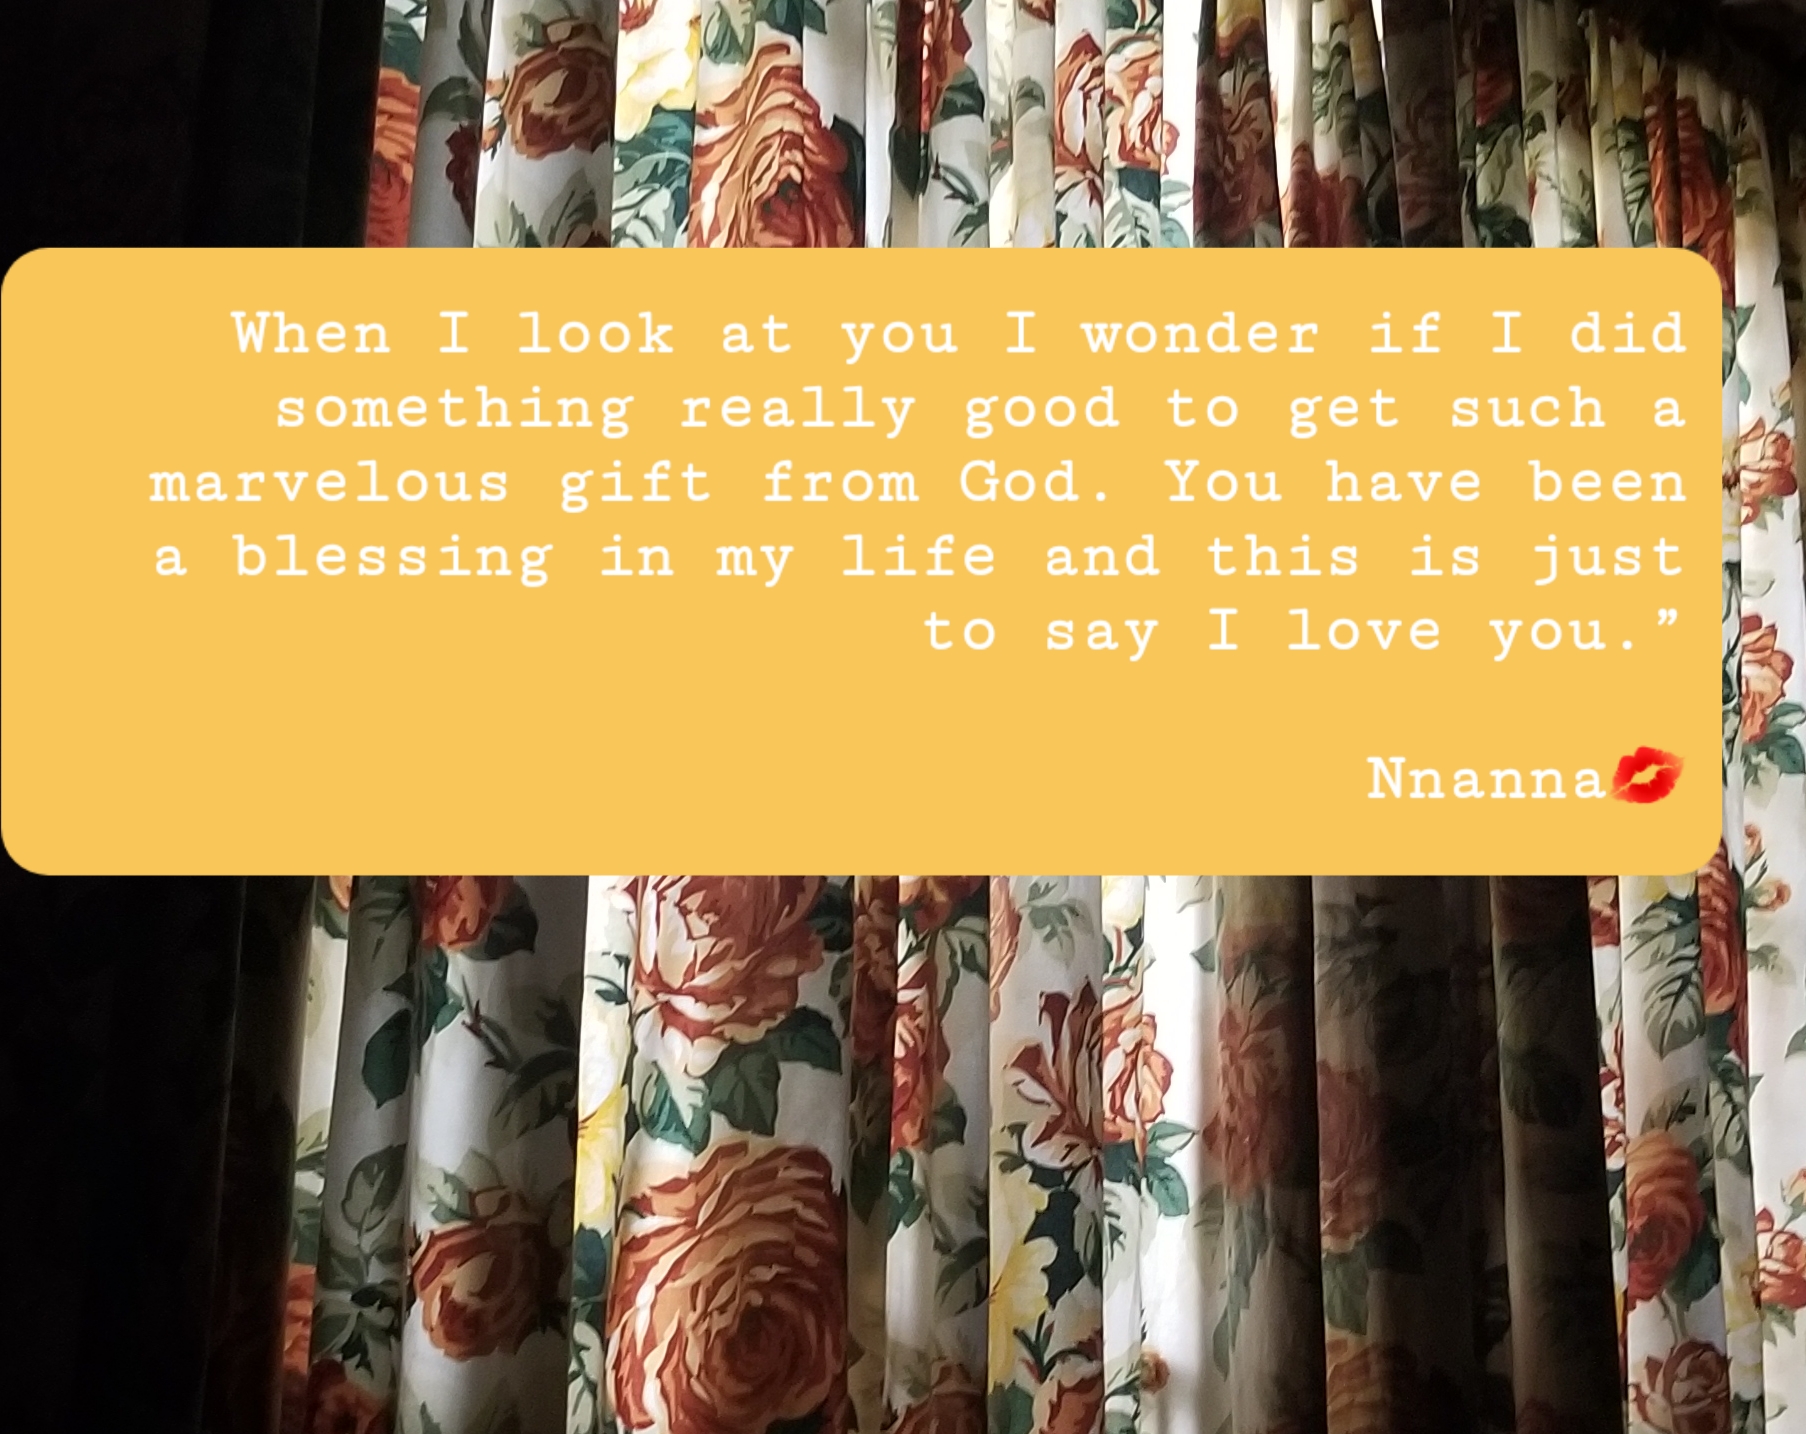 When I look at you I wonder if I did
something really good to get such a
marvelous gift from God. You have been
a blessing in my life and this is just
to say I love you.”
Nnanna💋